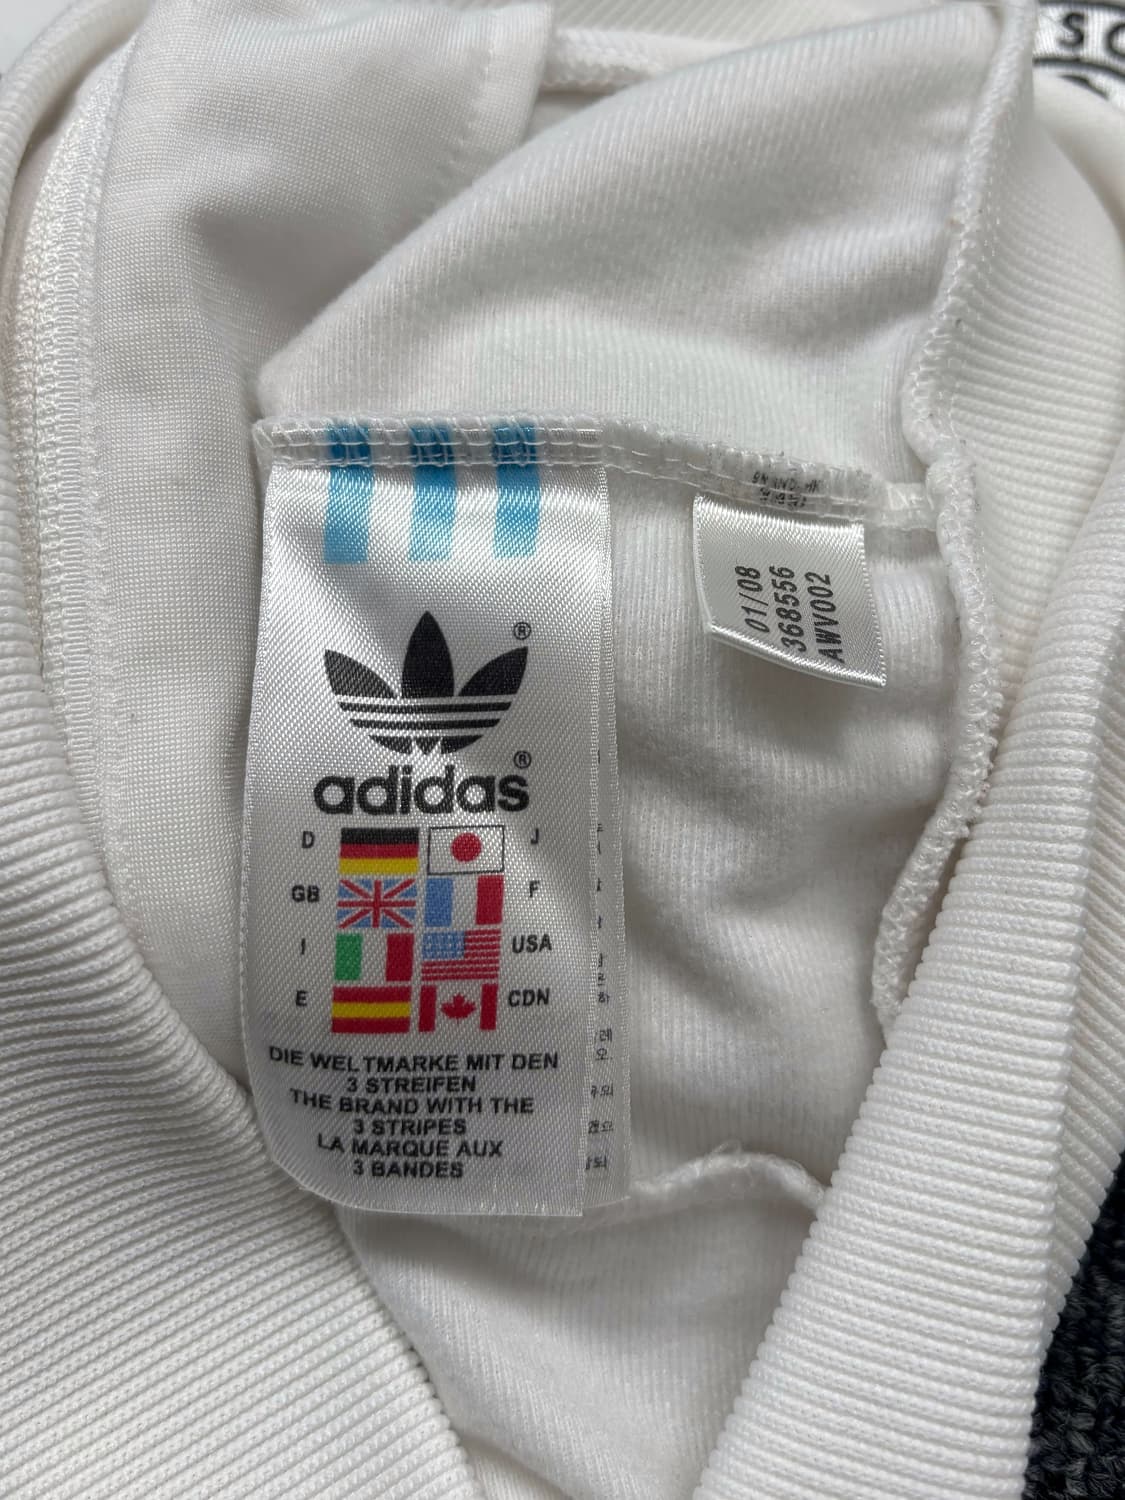 SO
®
adidas®
D J
GB F
I USA
E CDN
DIE WELTMARKE MIT DEN
3 STREIFEN
THE BRAND WITH THE
3 STRIPES
LA MARQUE AUX
3 BANDES
01/08
368556
AWV002